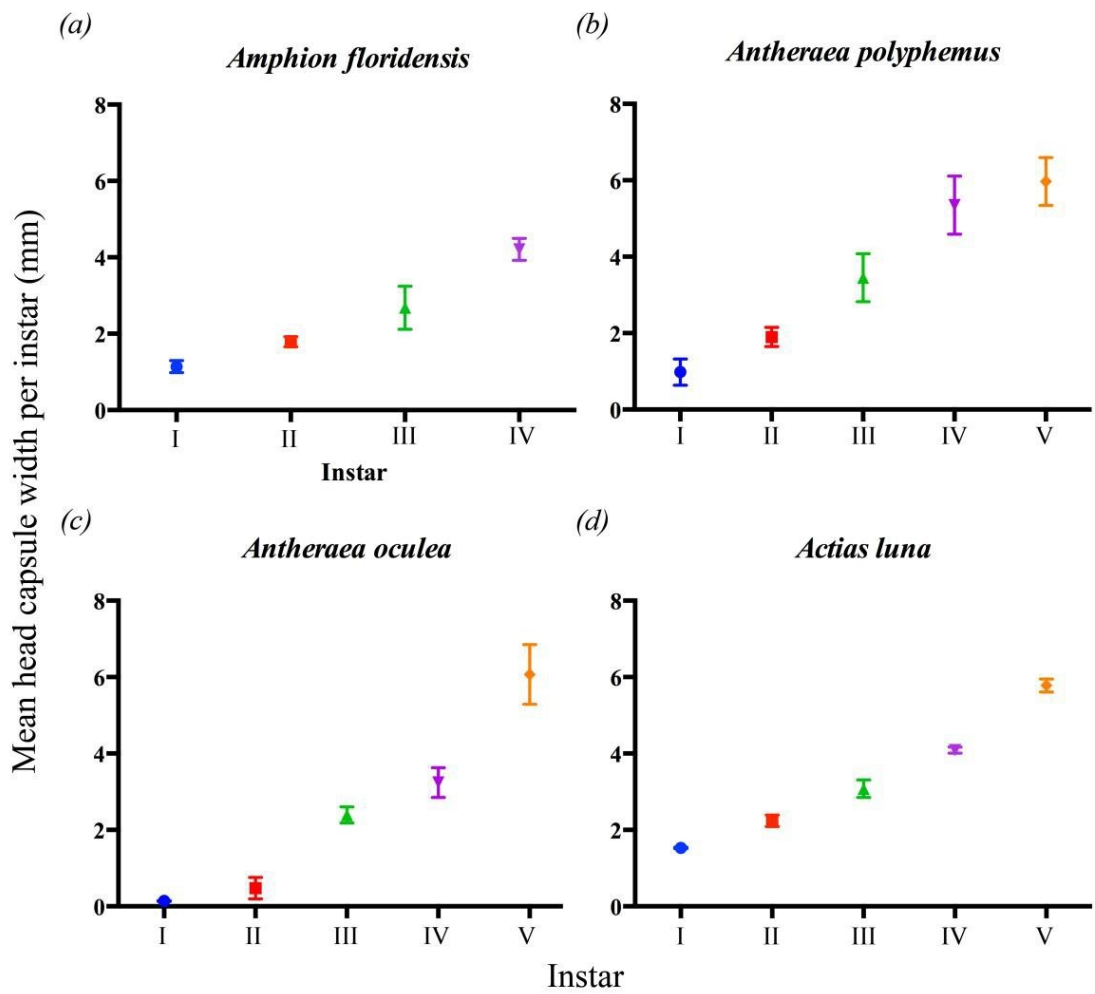 (a)
Amphion floridensis
8
6
4
2
0
I II III IV
Instar
(b)
Antheraea polyphemus
8
6
4
2
0
I II III IV V
(c)
Antheraea oculea
8
6
4
2
0
I II III IV V
(d)
Actias luna
8
6
4
2
0
I II III IV V
Mean head capsule width per instar (mm)
Instar